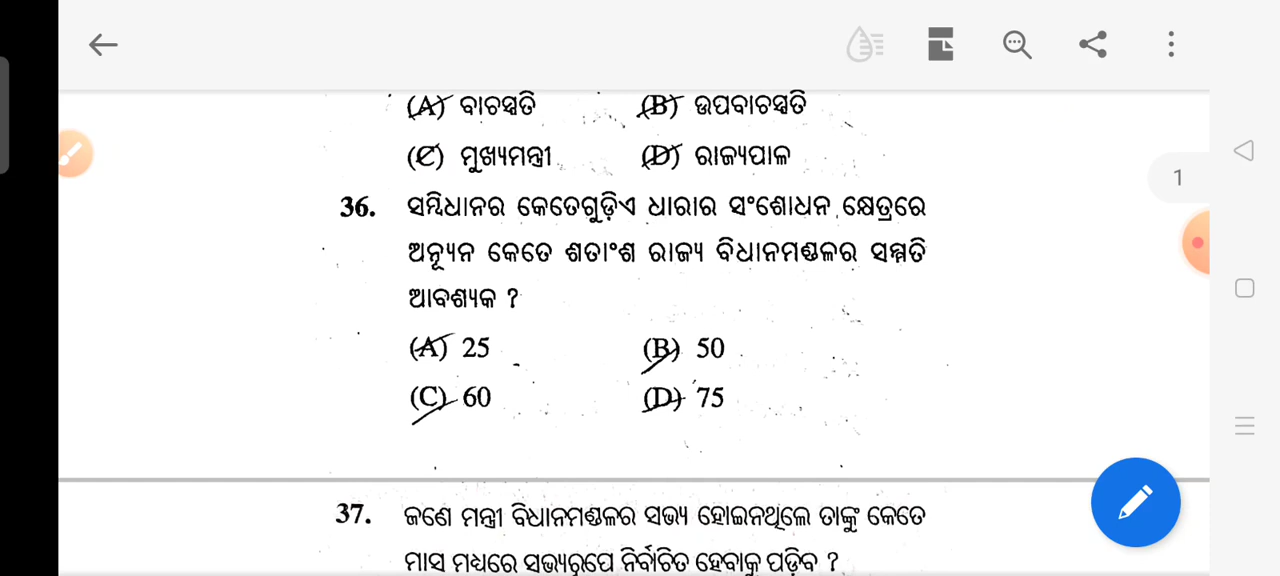 (A) ବାଚସ୍ପତି (B) ଉପବାଚସ୍ପତି
(C) ମୁଖ୍ୟମନ୍ତ୍ରୀ (D) ରାଜ୍ୟପାଳ
1
36. ସମ୍ବିଧାନର କେତେଗୁଡ଼ିଏ ଧାରାର ସଂଶୋଧନ କ୍ଷେତ୍ରରେ
ଅନ୍ୟୂନ କେତେ ଶତାଂଶ ରାଜ୍ୟ ବିଧାନମଣ୍ଡଳର ସମ୍ମତି
ଆବଶ୍ୟକ ?
(A) 25 (B) 50
(C) 60 (D) 75
37. ଜଣେ ମନ୍ତ୍ରୀ ବିଧାନମଣ୍ଡଳର ସଭ୍ୟ ହୋଇନଥିଲେ ତାଙ୍କୁ କେତେ
ମାସ ମଧ୍ୟରେ ସଭ୍ୟରୂପେ ନିର୍ବାଚିତ ହେବାକୁ ପଡ଼ିବ ?